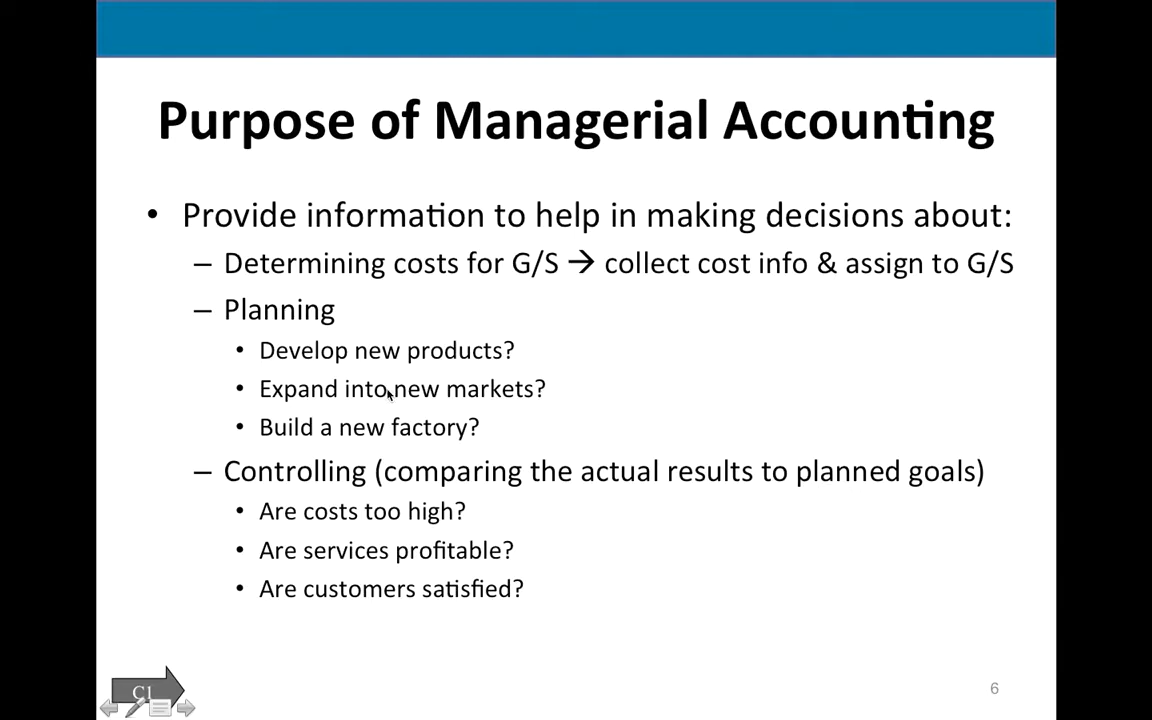 Purpose of Managerial Accounting
• Provide information to help in making decisions about:
– Determining costs for G/S → collect cost info & assign to G/S
– Planning
• Develop new products?
• Expand into new markets?
• Build a new factory?
– Controlling (comparing the actual results to planned goals)
• Are costs too high?
• Are services profitable?
• Are customers satisfied?
C1
6